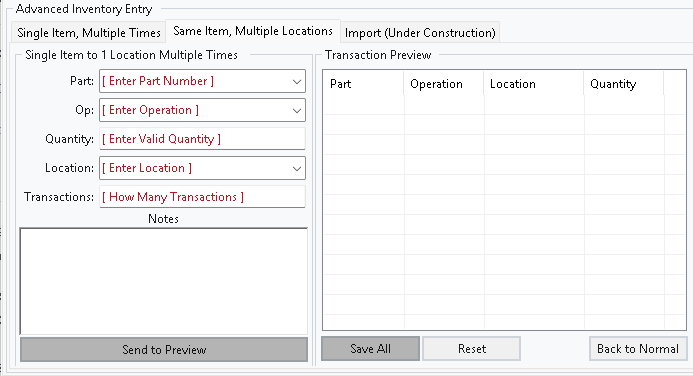 Advanced Inventory Entry
Single Item, Multiple Times
Same Item, Multiple Locations
Import (Under Construction)
Single Item to 1 Location Multiple Times
Part: [ Enter Part Number ]
Op: [ Enter Operation ]
Quantity: [ Enter Valid Quantity ]
Location: [ Enter Location ]
Transactions: [ How Many Transactions ]
Notes
Send to Preview
Transaction Preview
Part Operation Location Quantity
Save All Reset Back to Normal